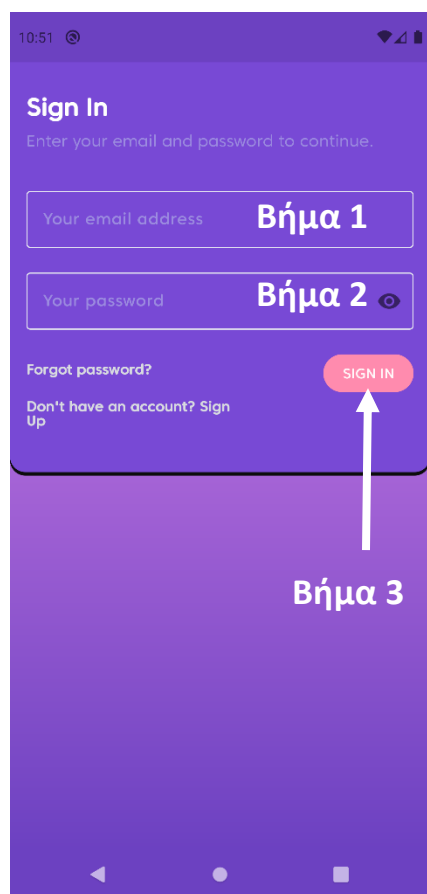 10:51
Sign In
Enter your email and password to continue.
Your email address Βήμα 1
Your password Βήμα 2
Forgot password?
SIGN IN
Don't have an account? Sign
Up
Βήμα 3